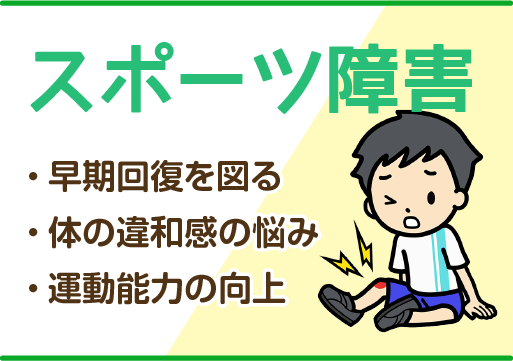 スポーツ障害
・早期回復を図る
・体の違和感の悩み
・運動能力の向上